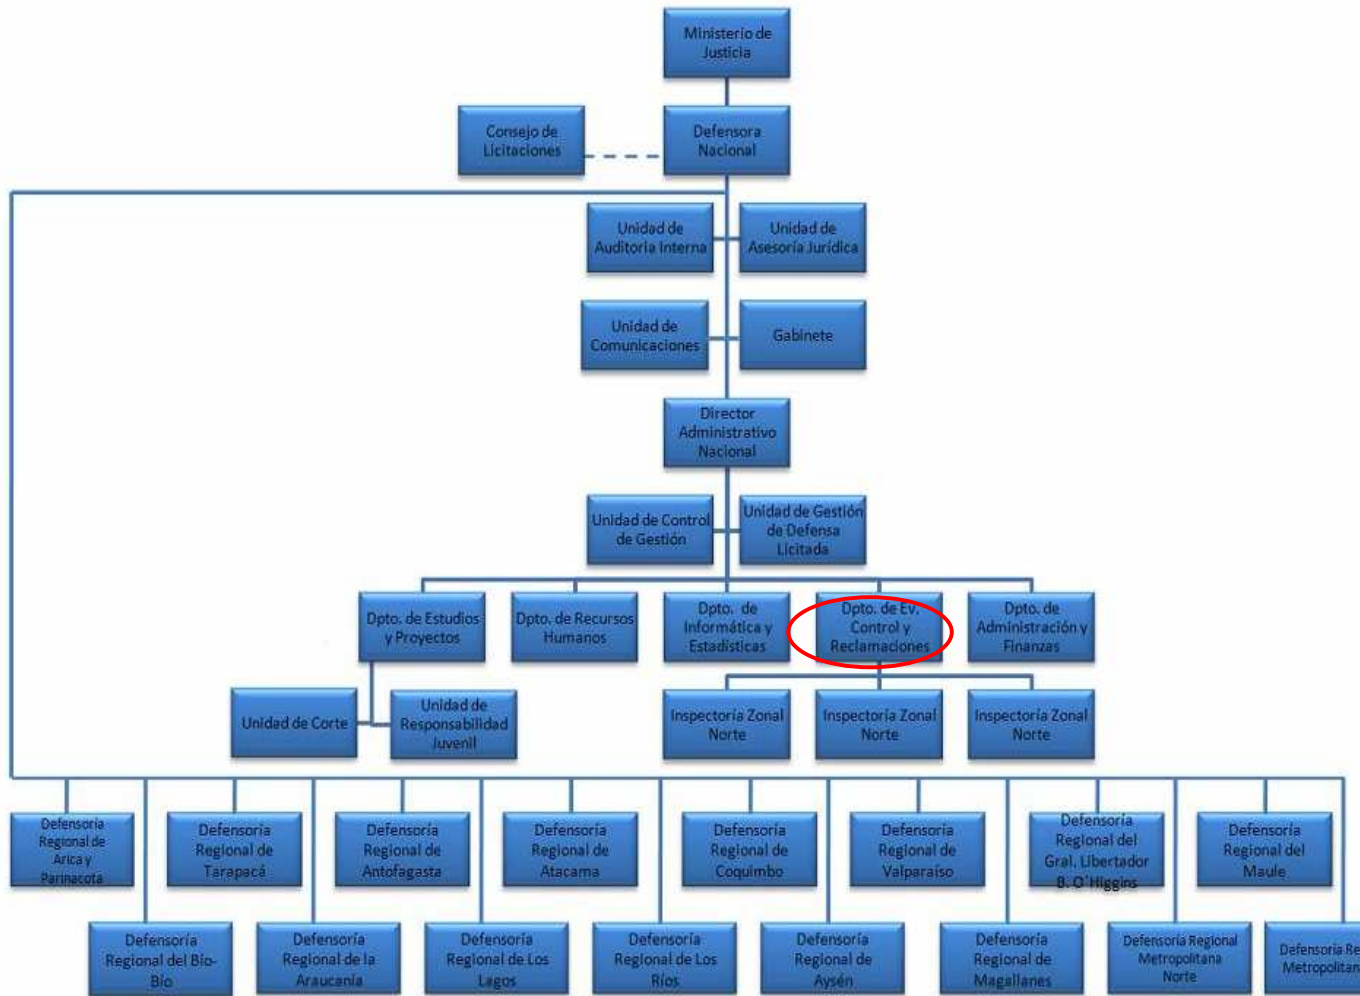 Ministerio de
Justicia
Consejo de
Licitaciones
Defensora
Nacional
Unidad de
Auditoria Interna
Unidad de
Asesoría Jurídica
Unidad de
Comunicaciones
Gabinete
Director
Administrativo
Nacional
Unidad de Control
de Gestión
Unidad de Gestión
de Defensa
Licitada
Dpto. de Estudios
y Proyectos
Dpto. de Recursos
Humanos
Dpto. de
Informática y
Estadísticas
Dpto. de Ev.
Control y
Reclamaciones
Dpto. de
Administración y
Finanzas
Unidad de Corte
Unidad de
Responsabilidad
Juvenil
Inspectoría Zonal
Norte
Inspectoría Zonal
Norte
Inspectoría Zonal
Norte
Defensoría
Regional de
Arica y
Parinacota
Defensoría
Regional de
Tarapacá
Defensoría
Regional de
Antofagasta
Defensoría
Regional de
Atacama
Defensoría
Regional de
Coquimbo
Defensoría
Regional de
Valparaíso
Defensoría
Regional del
Gral. Libertador
B. O´Higgins
Defensoría
Regional del
Maule
Defensoría
Regional del Bío-
Bío
Defensoría
Regional de la
Araucanía
Defensoría
Regional de Los
Lagos
Defensoría
Regional de Los
Ríos
Defensoría
Regional de
Aysén
Defensoría
Regional de
Magallanes
Defensoría Regional
Metropolitana
Norte
Defensoría Re
Metropolitana